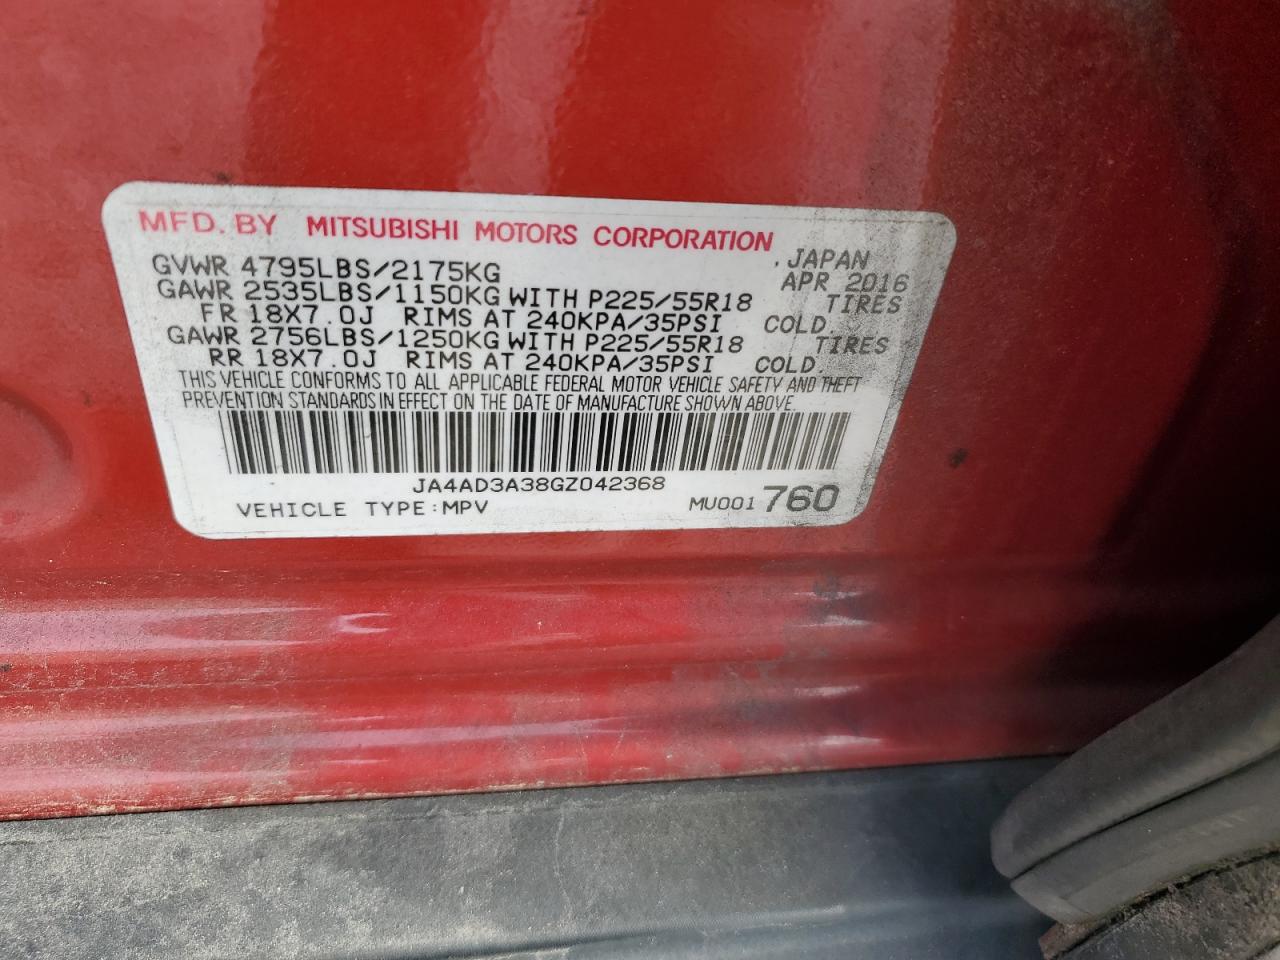 MFD. BY MITSUBISHI MOTORS CORPORATION
GVWR 4795LBS/2175KG JAPAN APR 2016
GAWR 2535LBS/1150KG WITH P225/55R18 TIRES
FR 18X7.0J RIMS AT 240KPA/35PSI COLD.
GAWR 2756LBS/1250KG WITH P225/55R18 TIRES
RR 18X7.0J RIMS AT 240KPA/35PSI COLD.
THIS VEHICLE CONFORMS TO ALL APPLICABLE FEDERAL MOTOR VEHICLE SAFETY AND THEFT
PREVENTION STANDARDS IN EFFECT ON THE DATE OF MANUFACTURE SHOWN ABOVE.
JA4AD3A38GZ042368
VEHICLE TYPE:MPV MU001760